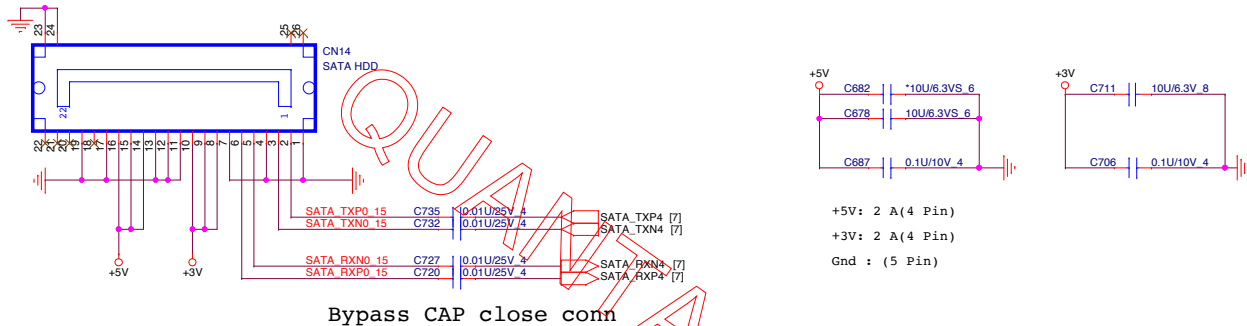 23
24
25
26
CN14
SATA HDD
22
1
22
21
20
19
18
17
16
15
14
13
12
11
10
9
8
7
6
5
4
3
2
1
SATA_TXP0_15 C735 0.01U/25V_4 SATA_TXP4 [7]
SATA_TXN0_15 C732 0.01U/25V_4 SATA_TXN4 [7]
SATA_RXN0_15 C727 0.01U/25V_4 SATA_RXN4 [7]
SATA_RXP0_15 C720 0.01U/25V_4 SATA_RXP4 [7]
+5V +3V
Bypass CAP close conn
QUANTA
+5V
C682 *10U/6.3VS_6
C678 10U/6.3VS_6
C687 0.1U/10V_4
+3V
C711 10U/6.3V_8
C706 0.1U/10V_4
+5V: 2 A(4 Pin)
+3V: 2 A(4 Pin)
Gnd : (5 Pin)